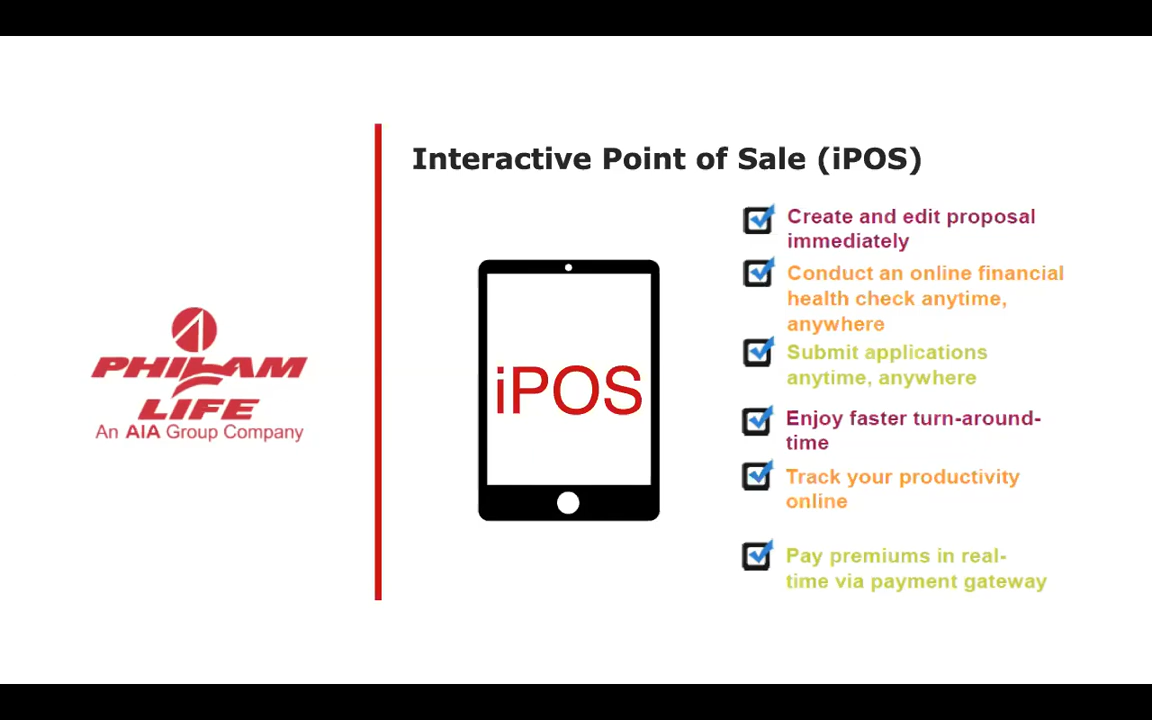 Interactive Point of Sale (iPOS)
PHILAM
LIFE
An AIA Group Company
iPOS
Create and edit proposal
immediately
Conduct an online financial
health check anytime,
anywhere
Submit applications
anytime, anywhere
Enjoy faster turn-around-
time
Track your productivity
online
Pay premiums in real-
time via payment gateway